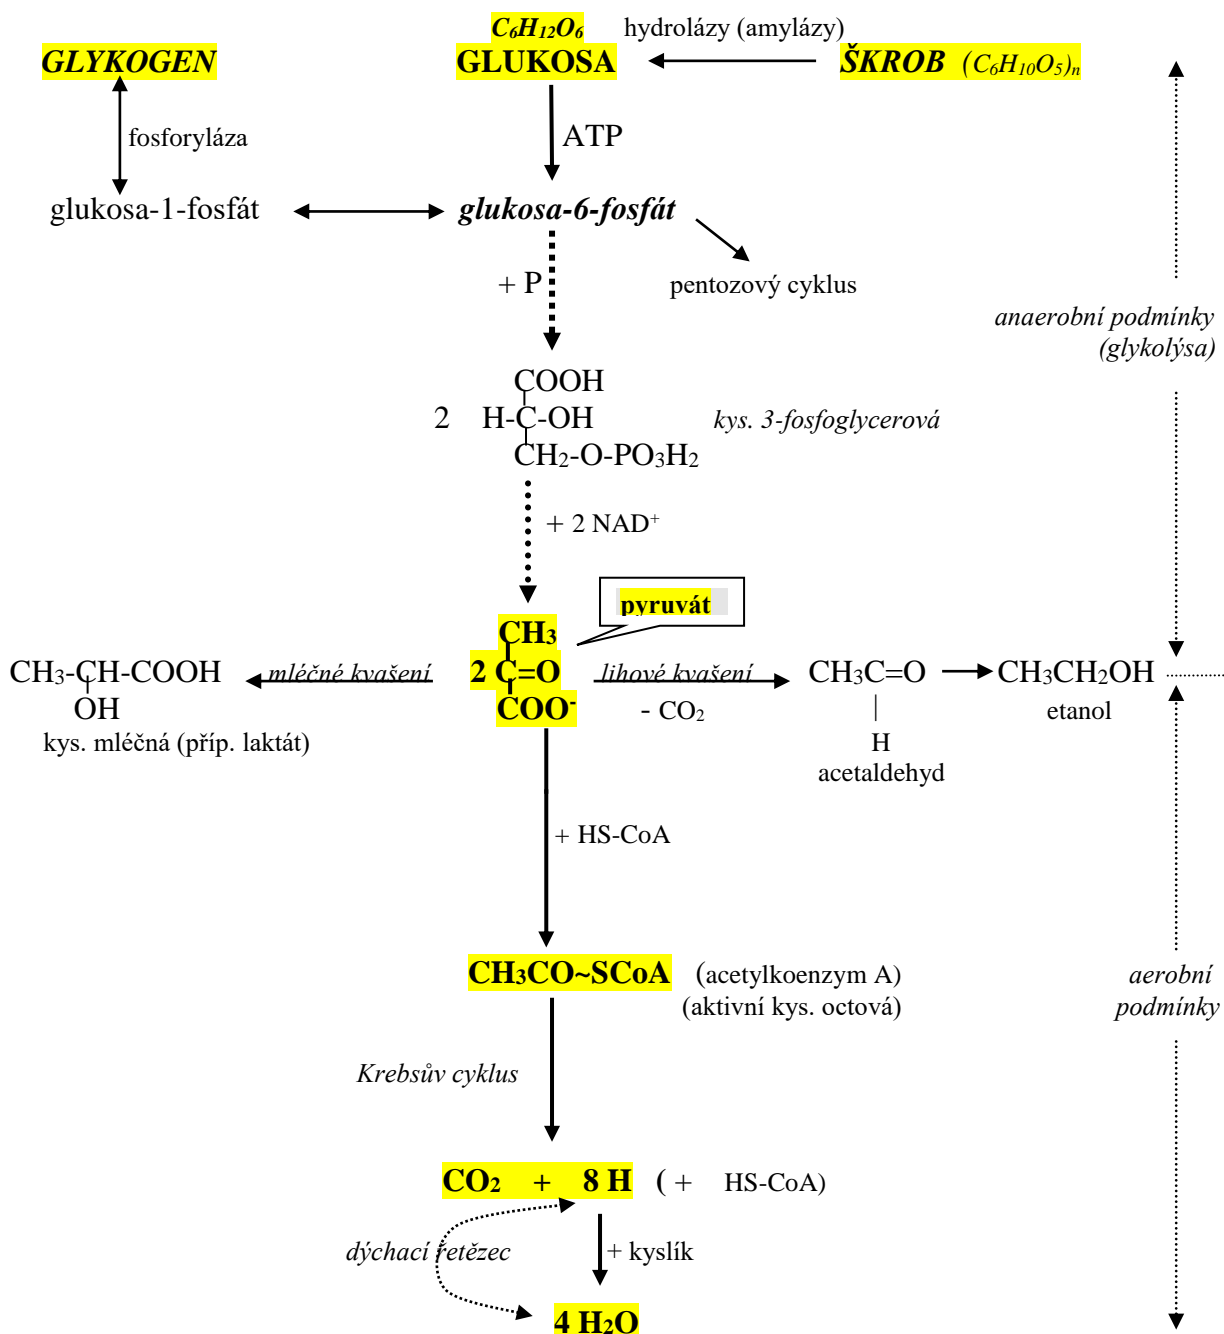 C₆H₁₂O₆ hydrolázy (amylázy)
GLYKOGEN GLUKOSA ŠKROB (C₆H₁₀O₅)ₙ
fosforyláza ATP
glukosa-1-fosfát glukosa-6-fosfát
+ P pentozový cyklus
anaerobní podmínky
(glykolýsa)
COOH
2 H-C-OH kys. 3-fosfoglycerová
CH₂-O-PO₃H₂
+ 2 NAD⁺
pyruvát
CH₃
CH₃-CH-COOH mléčné kvašení 2 C=O lihové kvašení CH₃C=O CH₃CH₂OH
OH COO⁻ - CO₂ | etanol
kys. mléčná (příp. laktát) H
acetaldehyd
+ HS-CoA
CH₃CO~SCoA (acetylkoenzym A) aerobní
(aktivní kys. octová) podmínky
Krebsův cyklus
CO₂ + 8 H ( + HS-CoA)
dýchací řetězec + kyslík
4 H₂O